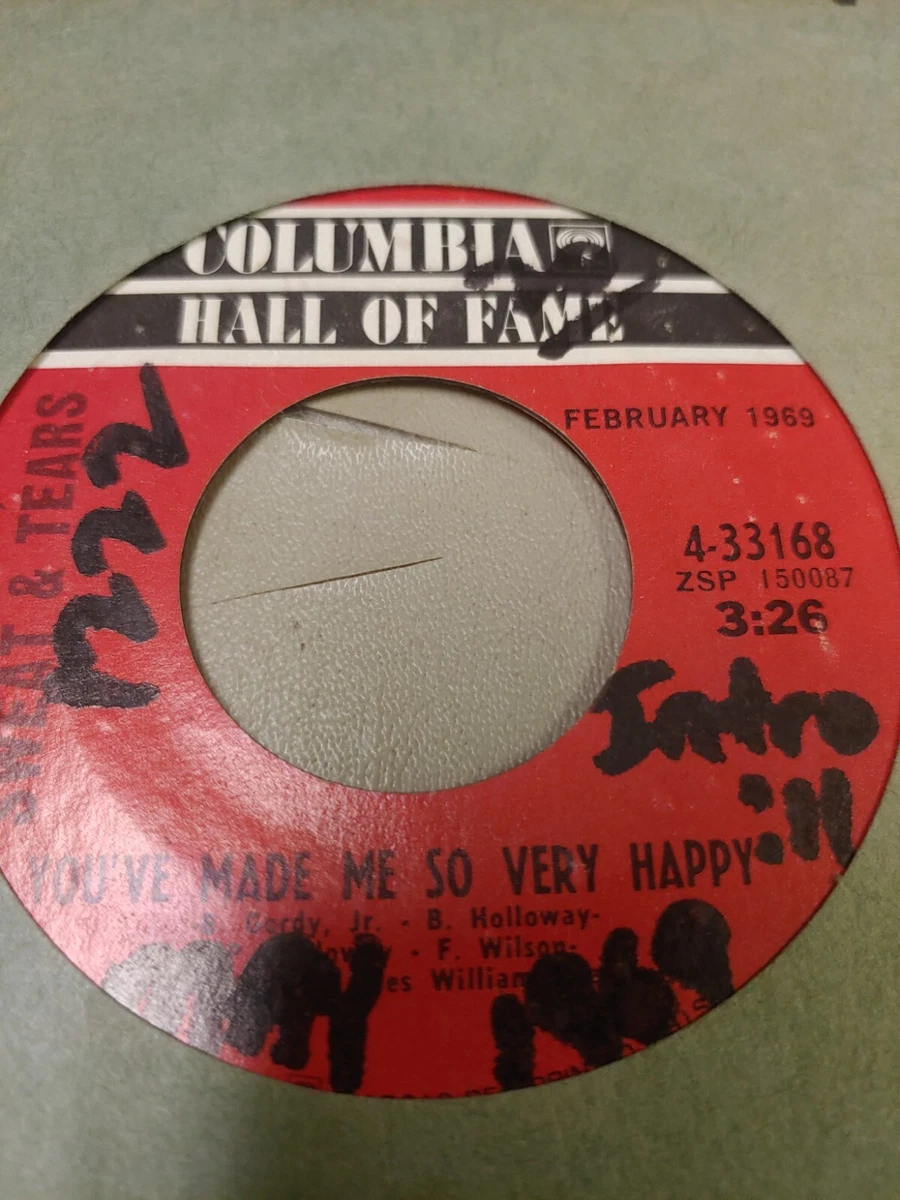 COLUMBIA
HALL OF FAME
FEBRUARY 1969
4-33168
ZSP 150087
3:26
SWEAT & TEARS
Intro
:11
YOU'VE MADE ME SO VERY HAPPY
Jr. - B. Holloway-
- F. Wilson-